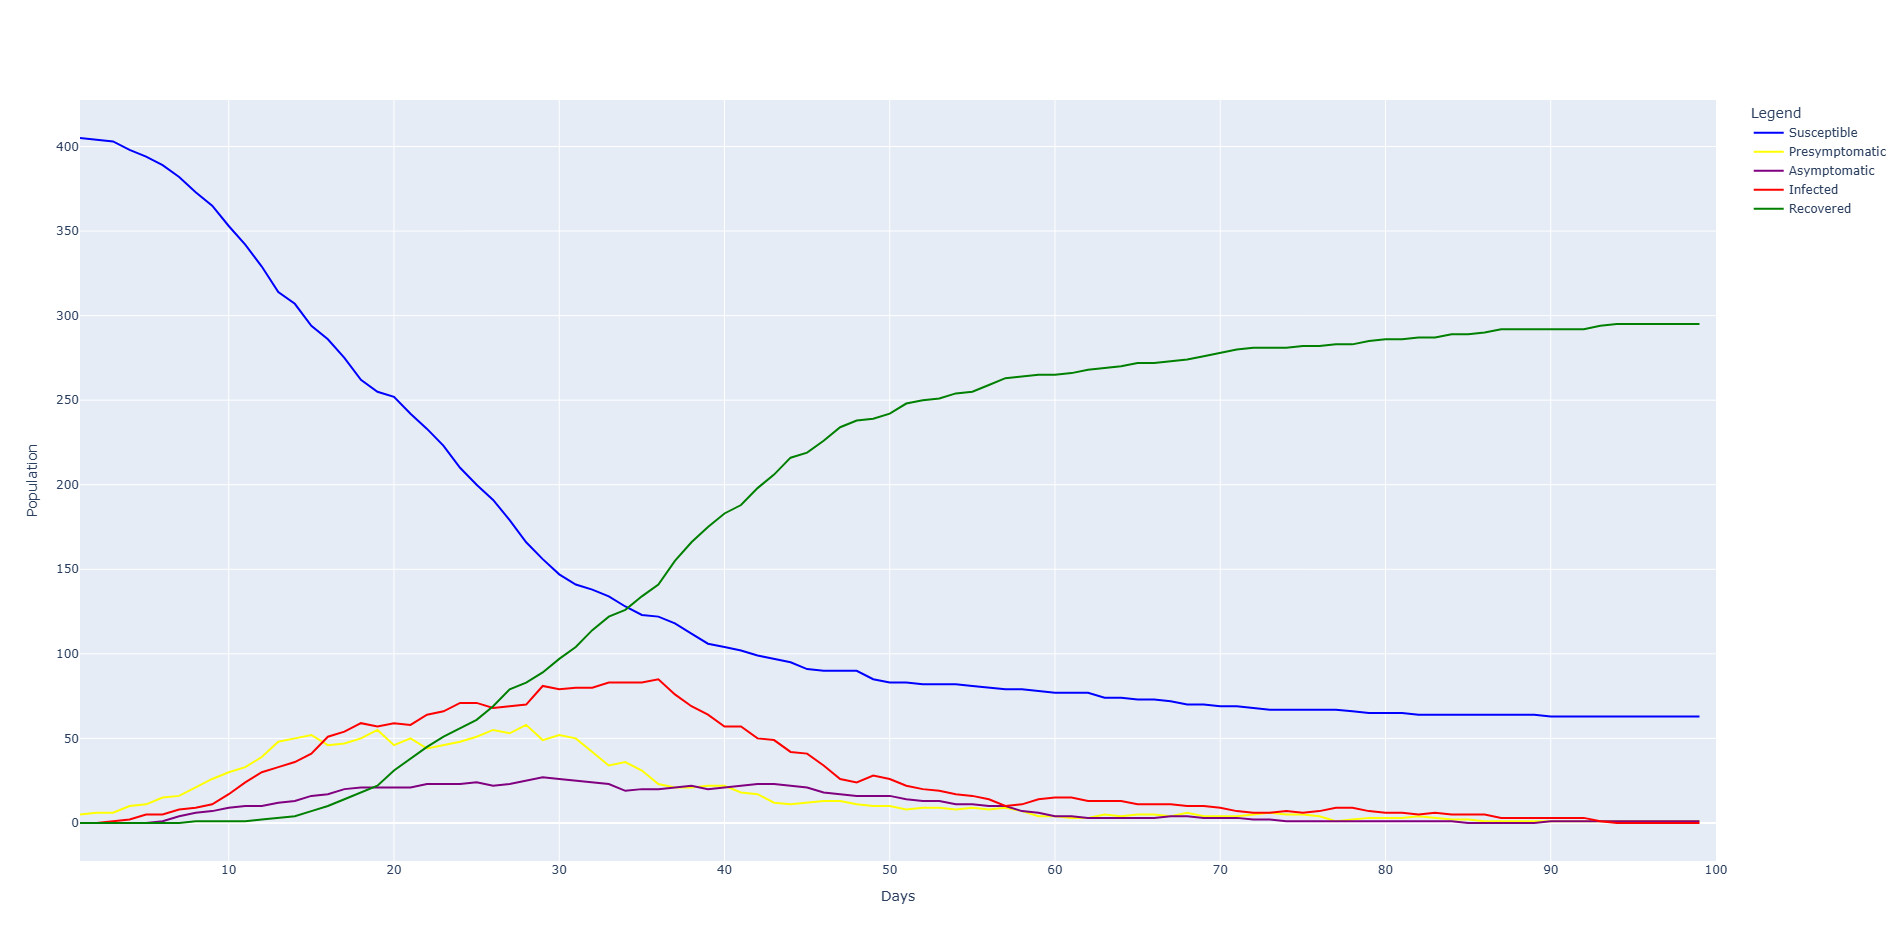 Legend
Susceptible
Presymptomatic
Asymptomatic
Infected
Recovered
Population
400
350
300
250
200
150
100
50
0
10 20 30 40 50 60 70 80 90 100
Days